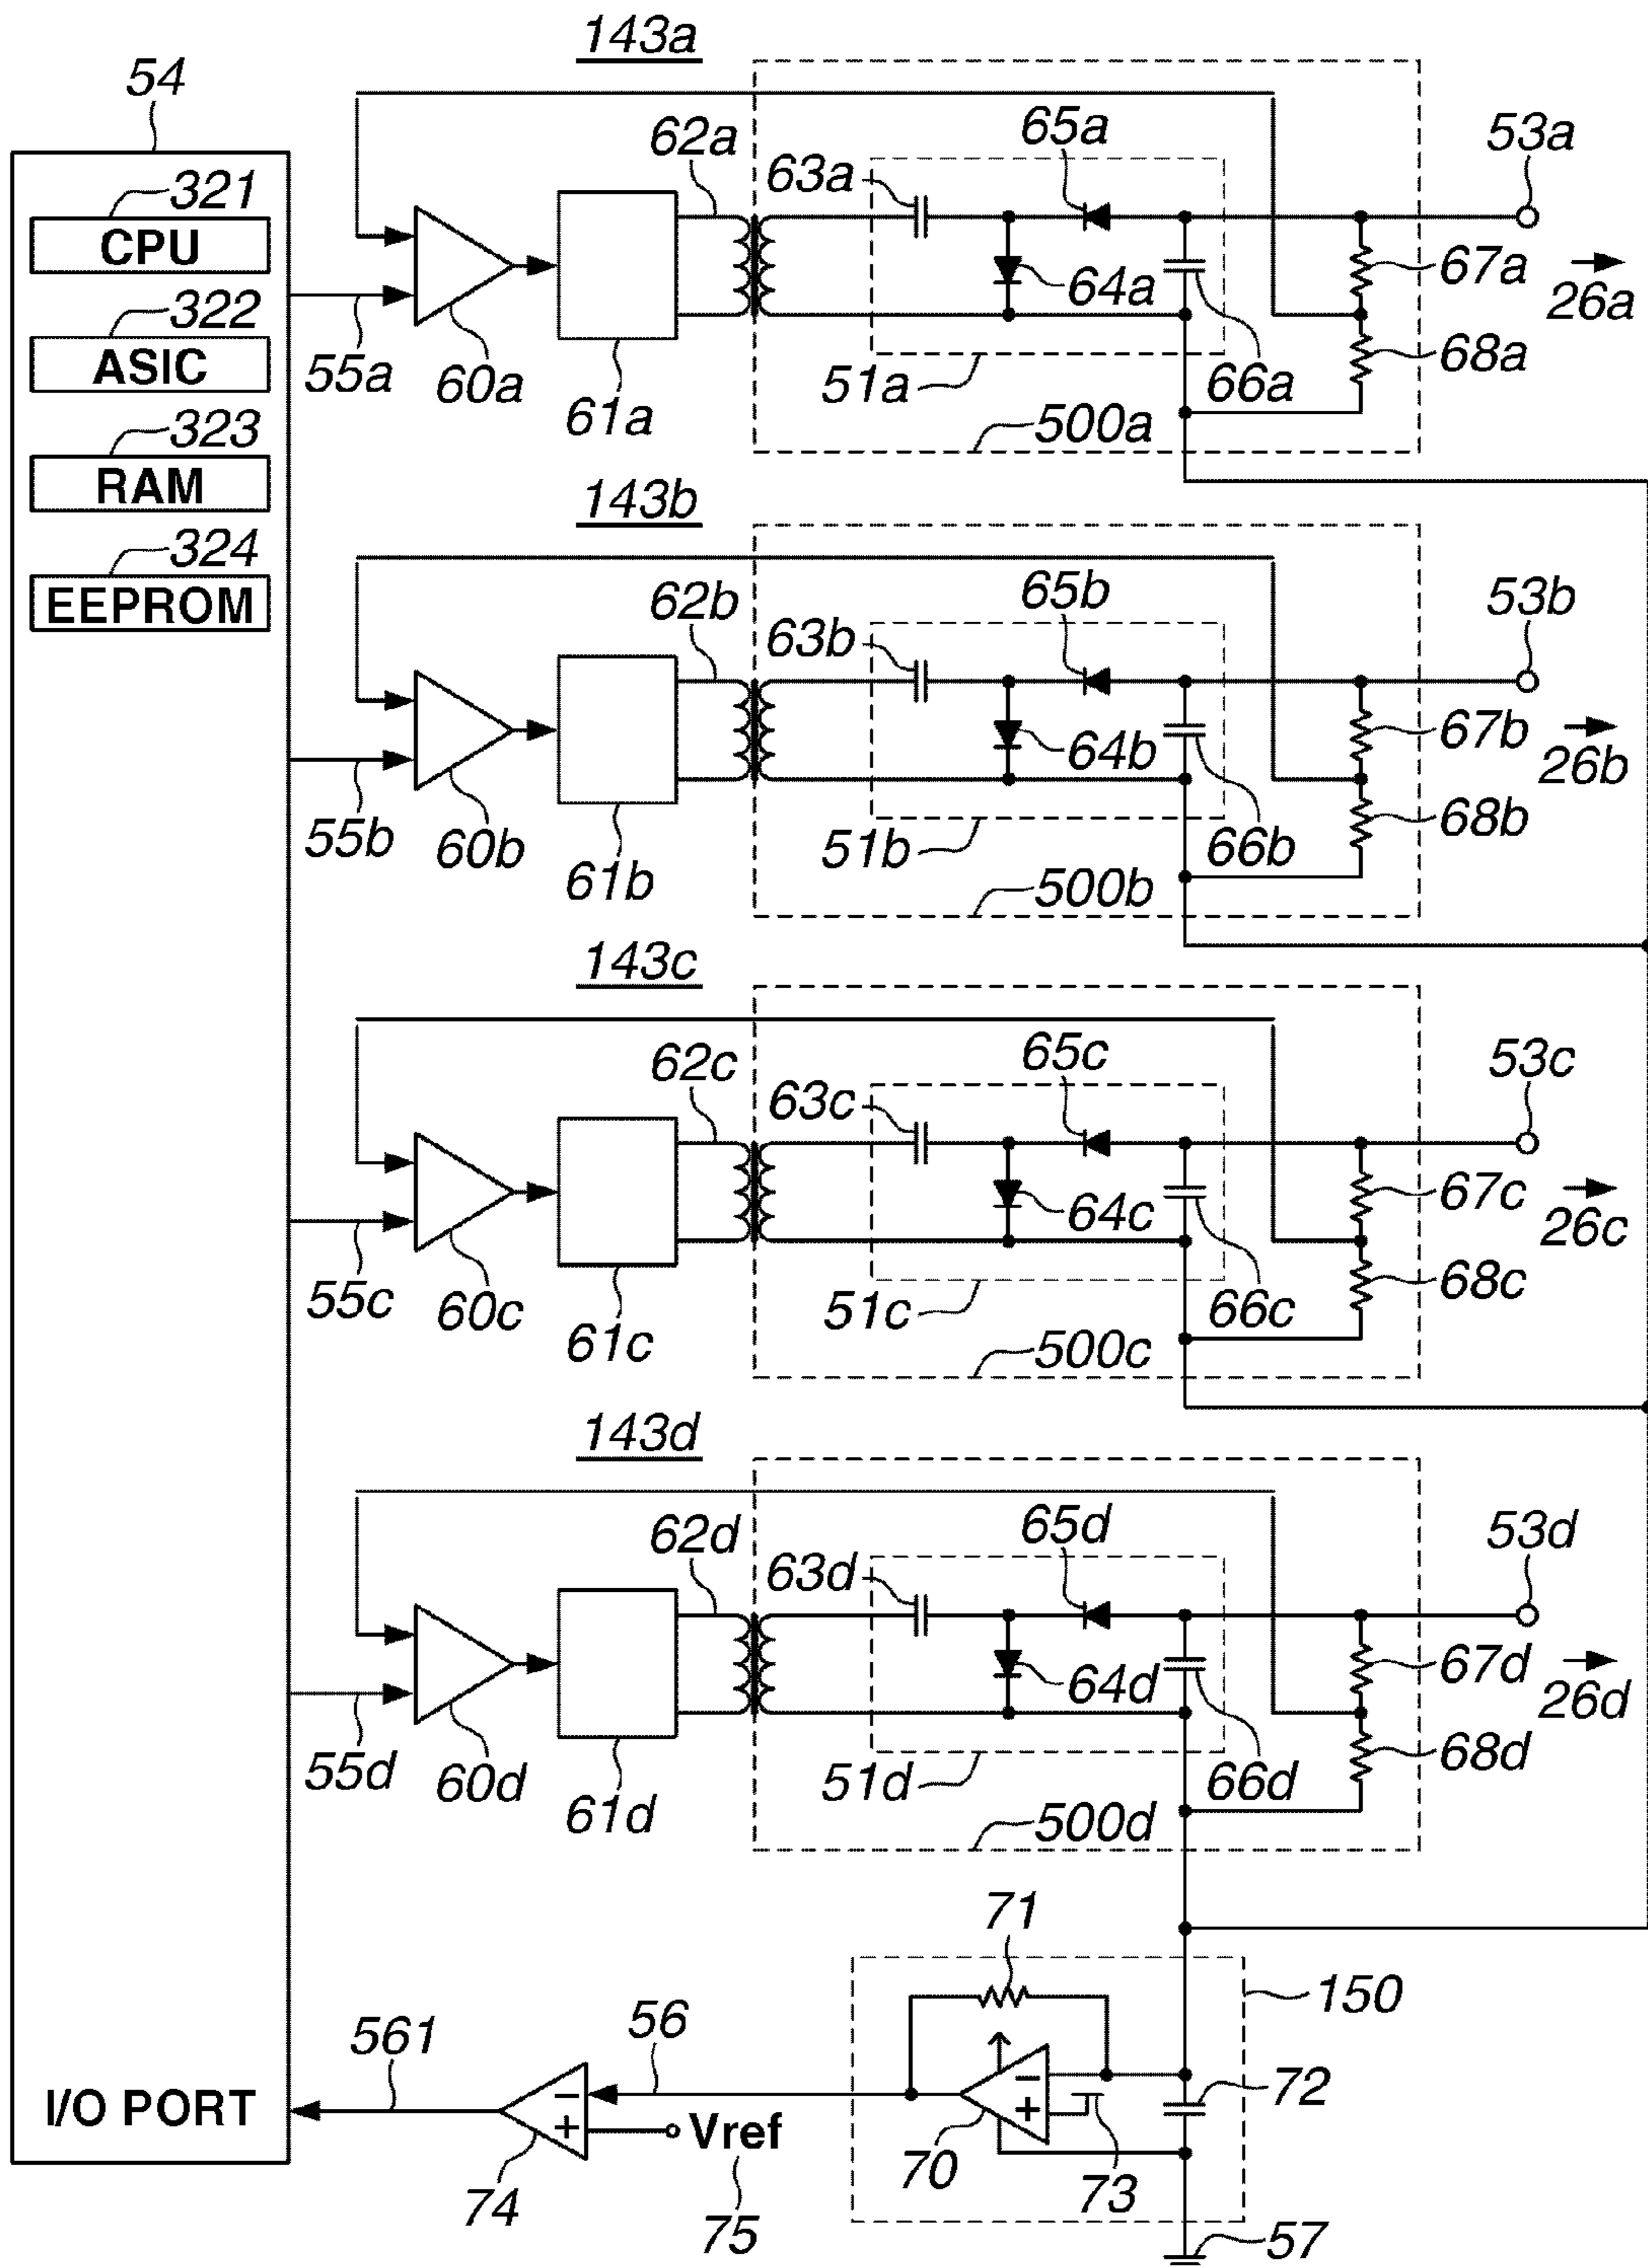 143a
54
62a
65a
53a
63a
321
CPU
64a
67a
26a
322
ASIC
55a
60a
61a
51a
66a
68a
500a
323
RAM
143b
324
EEPROM
62b
65b
53b
63b
64b
67b
26b
55b
60b
61b
51b
66b
68b
500b
143c
62c
65c
53c
63c
64c
67c
26c
55c
60c
61c
51c
66c
68c
500c
143d
62d
65d
53d
63d
64d
67d
26d
55d
60d
61d
51d
66d
68d
500d
71
150
561
56
72
I/O PORT
−
+
Vref
−
+
70
73
74
75
57